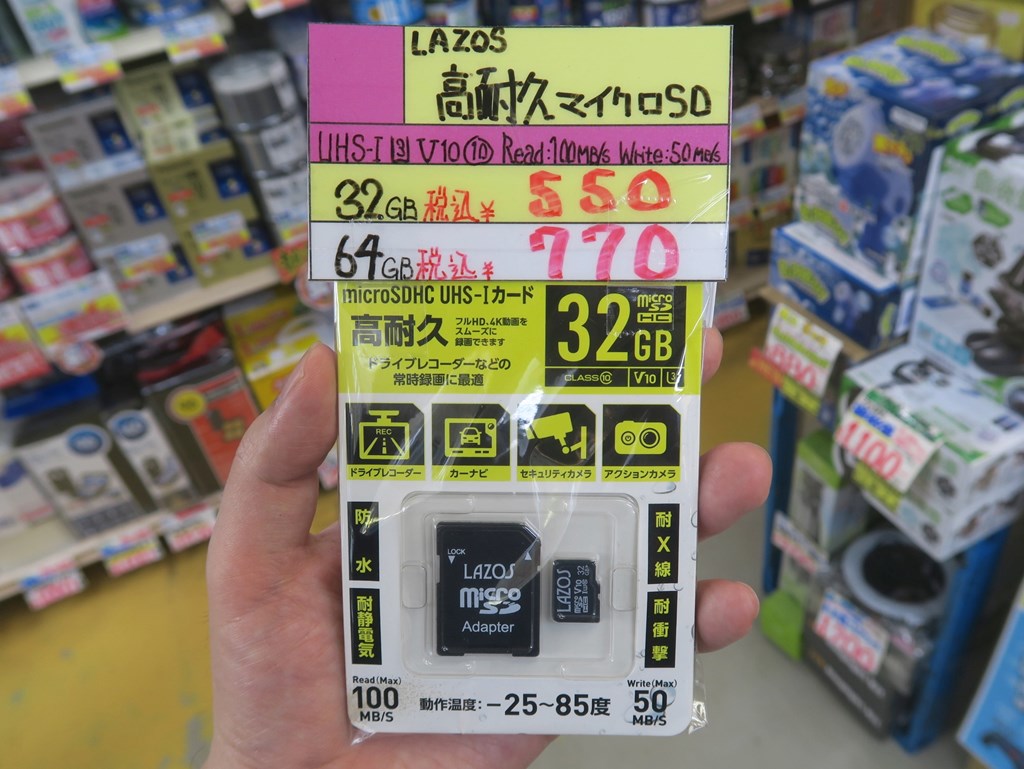 LAZOS
高耐久マイクロSD
UHS-I U3 V10 ⑩ Read:100MB/s Write:50MB/s
32GB 税込¥ 550
64GB 税込¥ 770
microSDHC UHS-Iカード
高耐久
フルHD、4K動画を
スムーズに
録画できます
ドライブレコーダーなどの
常時録画に最適
32GB
micro
SD
HC
CLASS⑩ V10 U3
REC
ドライブレコーダー
カーナビ
セキュリティカメラ
アクションカメラ
防水
耐静電気
耐X線
耐衝撃
LOCK
LAZOS
micro
SD
Adapter
LAZOS
32
GB
micro
V10
Read(Max)
100
MB/S
動作温度:-25~85度
Write(Max)
50
MB/S
1100